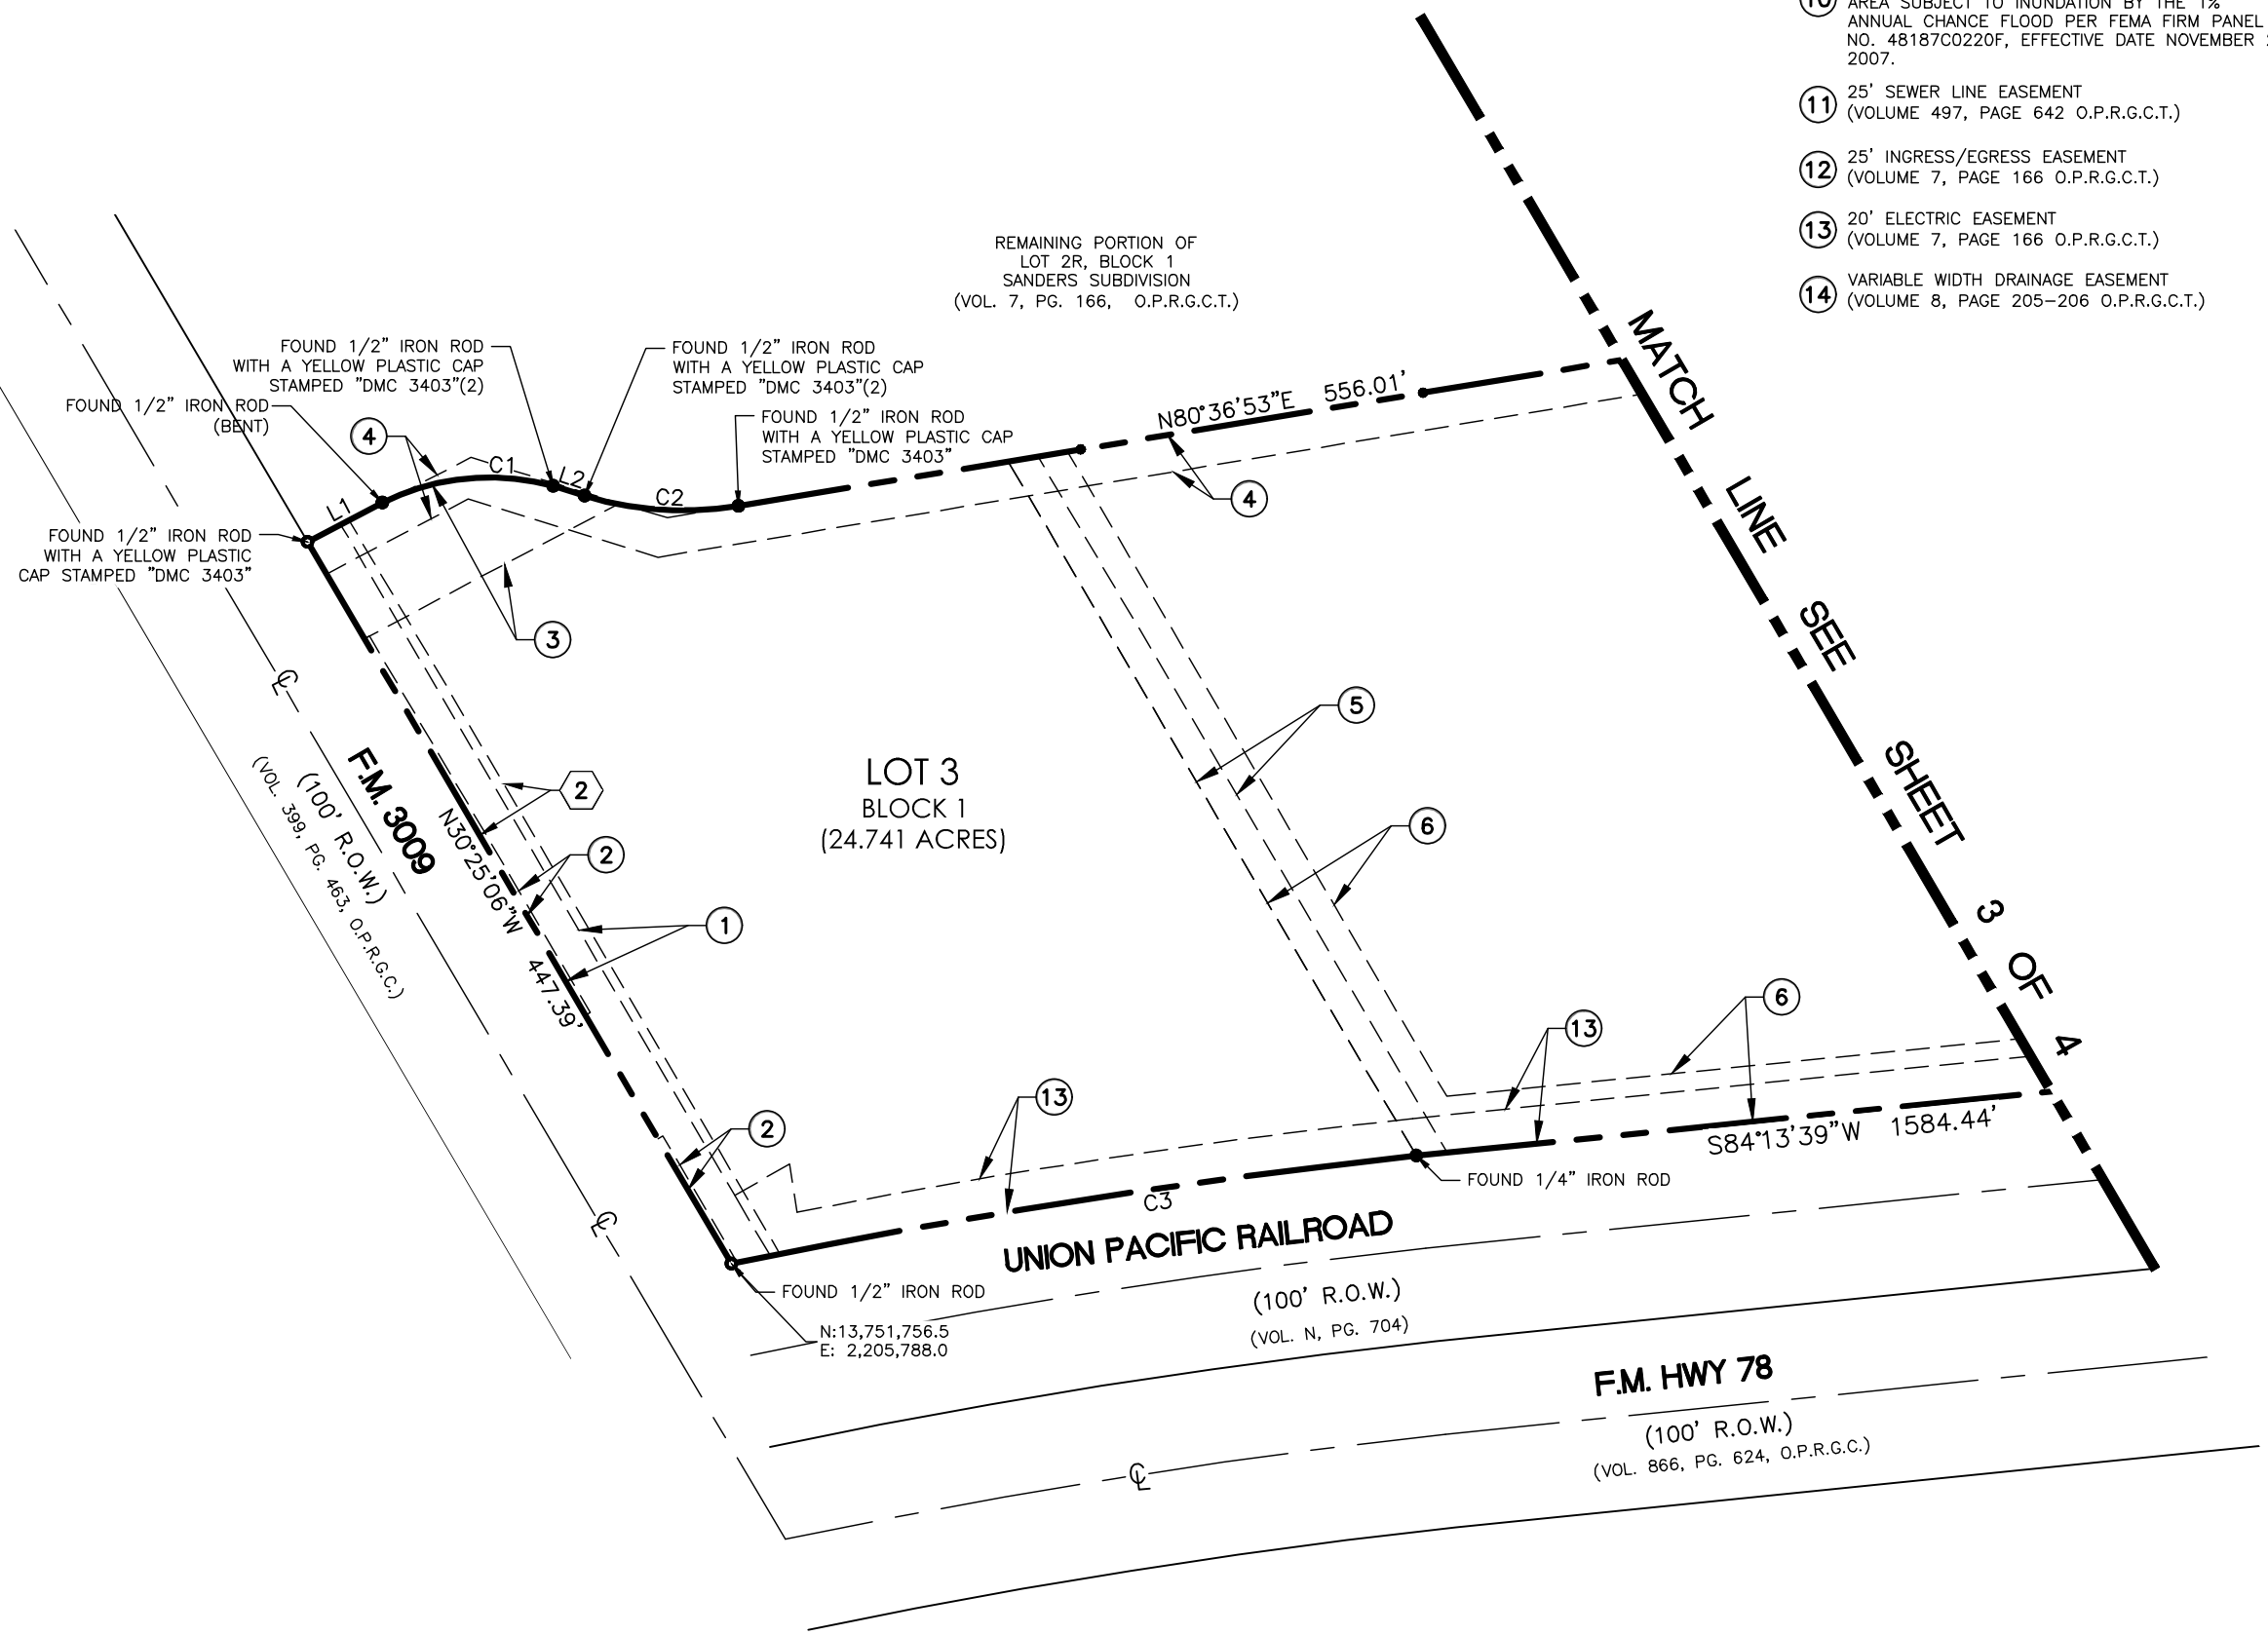 10
AREA SUBJECT TO INUNDATION BY THE 1%
ANNUAL CHANCE FLOOD PER FEMA FIRM PANEL
NO. 48187C0220F, EFFECTIVE DATE NOVEMBER
2007.
11
25' SEWER LINE EASEMENT
(VOLUME 497, PAGE 642 O.P.R.G.C.T.)
12
25' INGRESS/EGRESS EASEMENT
(VOLUME 7, PAGE 166 O.P.R.G.C.T.)
13
20' ELECTRIC EASEMENT
(VOLUME 7, PAGE 166 O.P.R.G.C.T.)
14
VARIABLE WIDTH DRAINAGE EASEMENT
(VOLUME 8, PAGE 205-206 O.P.R.G.C.T.)
REMAINING PORTION OF
LOT 2R, BLOCK 1
SANDERS SUBDIVISION
(VOL. 7, PG. 166, O.P.R.G.C.T.)
FOUND 1/2" IRON ROD
WITH A YELLOW PLASTIC CAP
STAMPED "DMC 3403"(2)
FOUND 1/2" IRON ROD
WITH A YELLOW PLASTIC CAP
STAMPED "DMC 3403"(2)
FOUND 1/2" IRON ROD
(BENT)
FOUND 1/2" IRON ROD
WITH A YELLOW PLASTIC CAP
STAMPED "DMC 3403"
N80°36'53"E 556.01'
4
C1
L2
C2
L1
4
FOUND 1/2" IRON ROD
WITH A YELLOW PLASTIC
CAP STAMPED "DMC 3403"
3
MATCH LINE SEE SHEET 3 OF 4
5
6
LOT 3
BLOCK 1
(24.741 ACRES)
2
2
1
F.M. 3009
(100' R.O.W.)
(VOL. 399, PG. 463, O.P.R.G.C.)
N30°25'06"W 447.39'
℄
6
13
13
2
S84°13'39"W 1584.44'
FOUND 1/4" IRON ROD
C3
UNION PACIFIC RAILROAD
(100' R.O.W.)
(VOL. N, PG. 704)
℄
FOUND 1/2" IRON ROD
N:13,751,756.5
E: 2,205,788.0
F.M. HWY 78
(100' R.O.W.)
(VOL. 866, PG. 624, O.P.R.G.C.)
℄